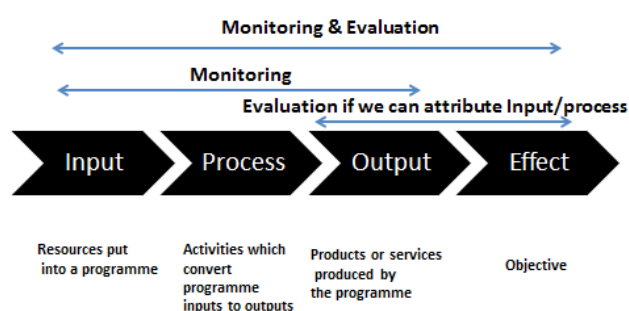 Monitoring & Evaluation
Monitoring
Evaluation if we can attribute Input/process
Input
Process
Output
Effect
Resources put
into a programme
Activities which
convert
programme
inputs to outputs
Products or services
produced by
the programme
Objective